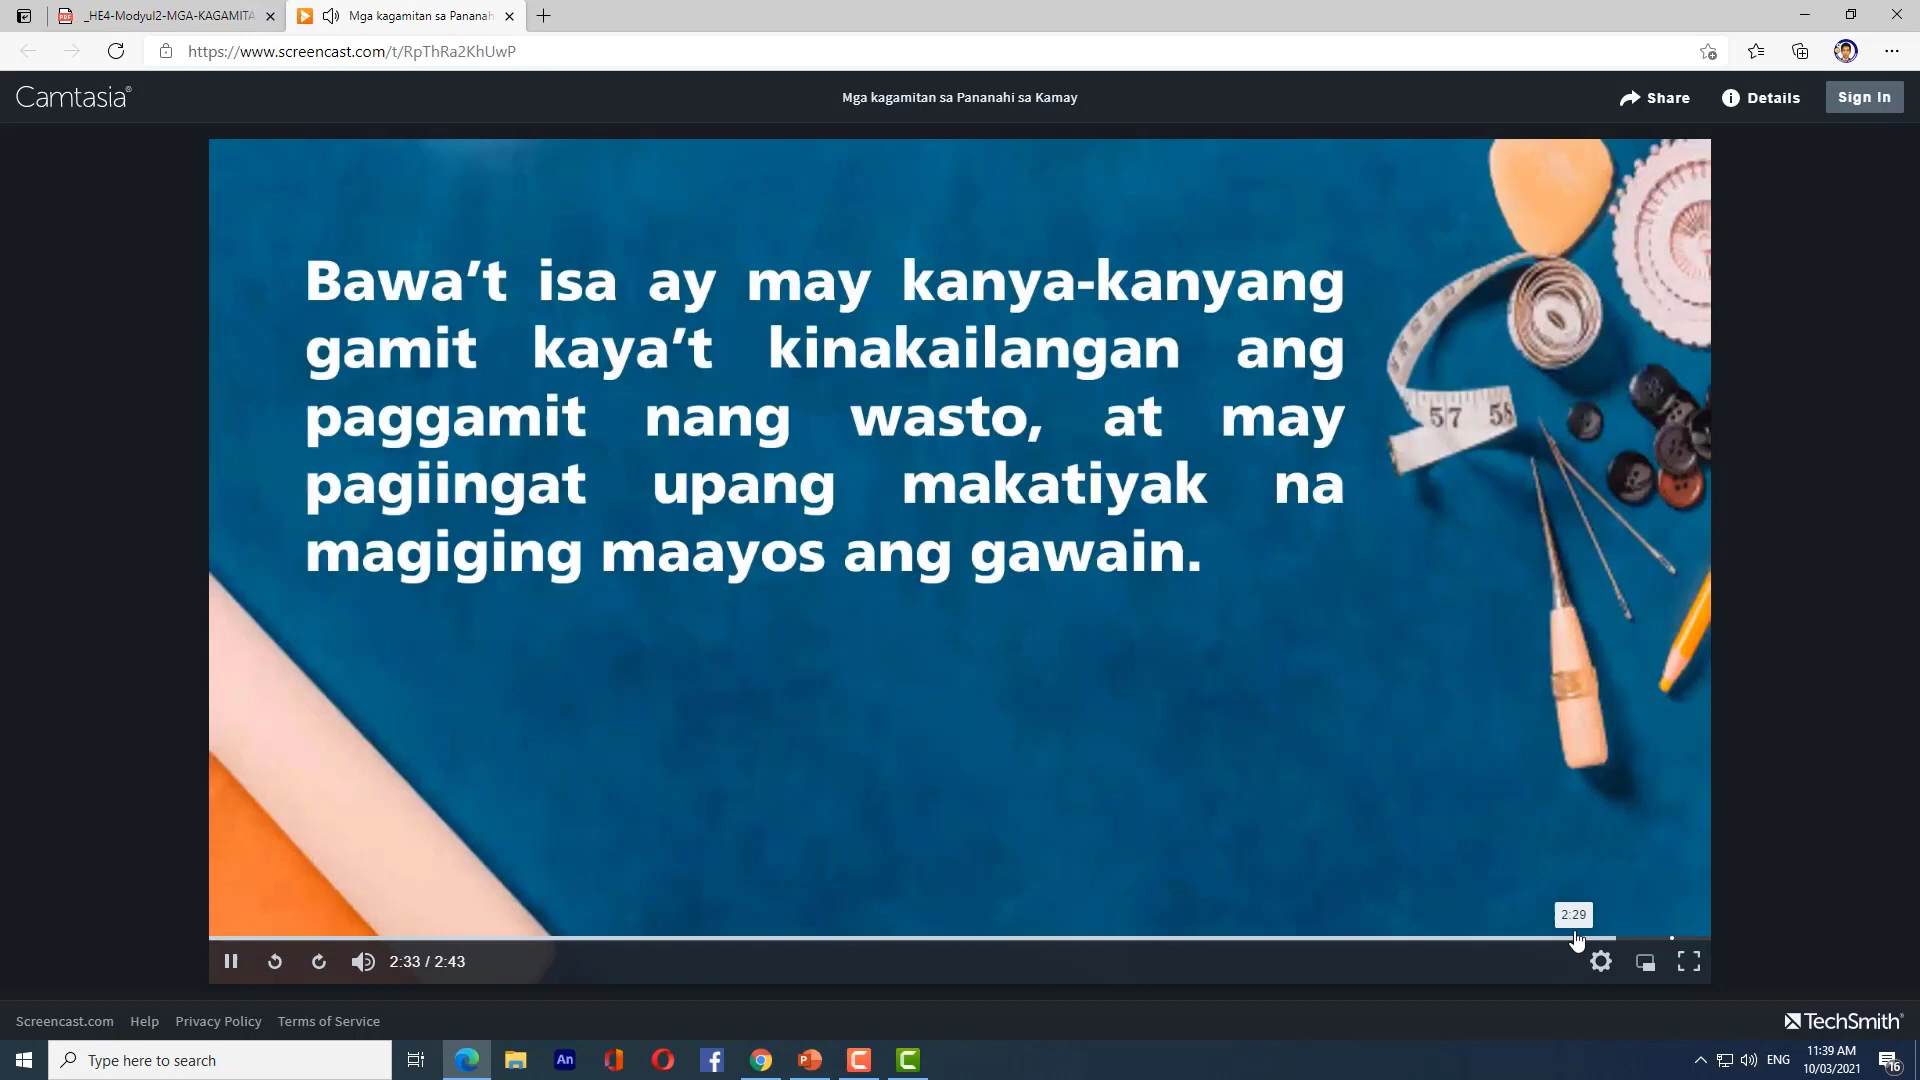 _HE4-Modyul2-MGA-KAGAMITA
Mga kagamitan sa Pananah
https://www.screencast.com/t/RpThRa2KhUwP
Camtasia®
Mga kagamitan sa Pananahi sa Kamay
Share
Details
Sign In
Bawa't isa ay may kanya-kanyang
gamit kaya't kinakailangan ang
paggamit nang wasto, at may
pagiingat upang makatiyak na
magiging maayos ang gawain.
57 58
2:29
2:33 / 2:43
Screencast.com Help Privacy Policy Terms of Service
TechSmith
Type here to search
An
ENG
11:39 AM
10/03/2021
16